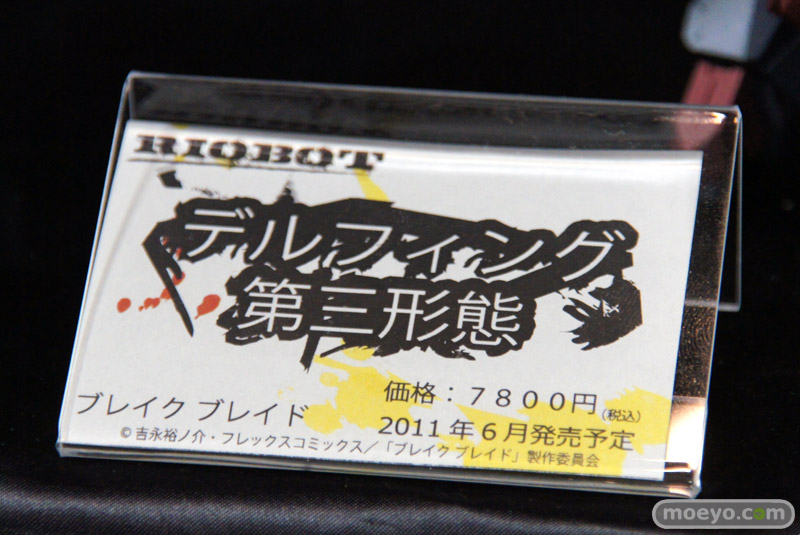 RIOBOT
デルフィング
第三形態
価格：７８００円(税込)
ブレイク ブレイド
2011年６月発売予定
©吉永裕ノ介・フレックスコミックス／「ブレイク ブレイド」製作委員会
moeyo.com